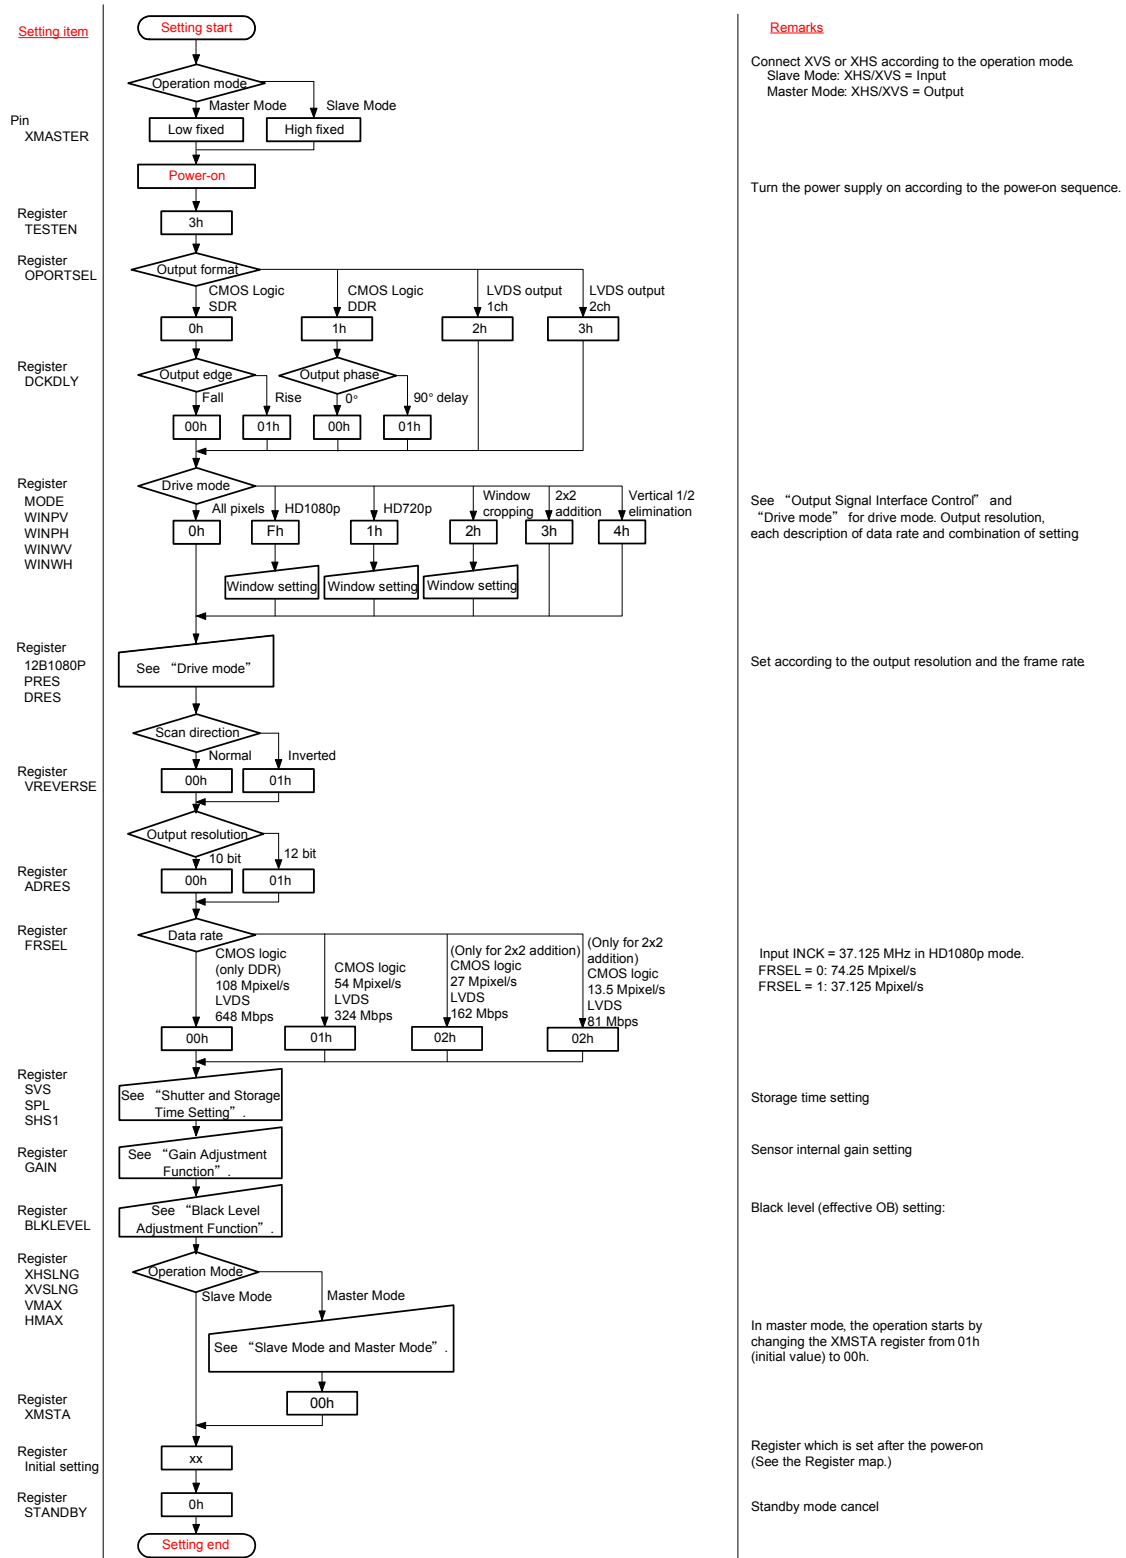 Setting item
Setting start
Remarks
Connect XVS or XHS according to the operation mode.
Slave Mode: XHS/XVS = Input
Master Mode: XHS/XVS = Output
Operation mode
Master Mode
Slave Mode
Pin
XMASTER
Low fixed
High fixed
Power-on
Turn the power supply on according to the power-on sequence.
Register
TESTEN
3h
Register
OPORTSEL
Output format
CMOS Logic
SDR
CMOS Logic
DDR
LVDS output
1ch
LVDS output
2ch
0h
1h
2h
3h
Register
DCKDLY
Output edge
Output phase
Fall
Rise
0°
90° delay
00h
01h
00h
01h
Register
MODE
WINPV
WINPH
WINWV
WINWH
Drive mode
All pixels
HD1080p
HD720p
Window
cropping
2x2
addition
Vertical 1/2
elimination
0h
Fh
1h
2h
3h
4h
Window setting
Window setting
Window setting
See “Output Signal Interface Control” and
“Drive mode” for drive mode. Output resolution,
each description of data rate and combination of setting
Register
12B1080P
PRES
DRES
See “Drive mode”
Set according to the output resolution and the frame rate.
Scan direction
Normal
Inverted
Register
VREVERSE
00h
01h
Output resolution
10 bit
12 bit
Register
ADRES
00h
01h
Register
FRSEL
Data rate
CMOS logic
(only DDR)
108 Mpixel/s
LVDS
648 Mbps
CMOS logic
54 Mpixel/s
LVDS
324 Mbps
(Only for 2x2 addition)
CMOS logic
27 Mpixel/s
LVDS
162 Mbps
(Only for 2x2
addition)
CMOS logic
13.5 Mpixel/s
LVDS
81 Mbps
00h
01h
02h
02h
Input INCK = 37.125 MHz in HD1080p mode.
FRSEL = 0: 74.25 Mpixel/s
FRSEL = 1: 37.125 Mpixel/s
Register
SVS
SPL
SHS1
See “Shutter and Storage
Time Setting” .
Storage time setting
Register
GAIN
See “Gain Adjustment
Function” .
Sensor internal gain setting
Register
BLKLEVEL
See “Black Level
Adjustment Function” .
Black level (effective OB) setting:
Register
XHSLNG
XVSLNG
VMAX
HMAX
Operation Mode
Slave Mode
Master Mode
See “Slave Mode and Master Mode” .
In master mode, the operation starts by
changing the XMSTA register from 01h
(initial value) to 00h.
Register
XMSTA
00h
Register
Initial setting
xx
Register which is set after the power-on
(See the Register map.)
Register
STANDBY
0h
Standby mode cancel
Setting end